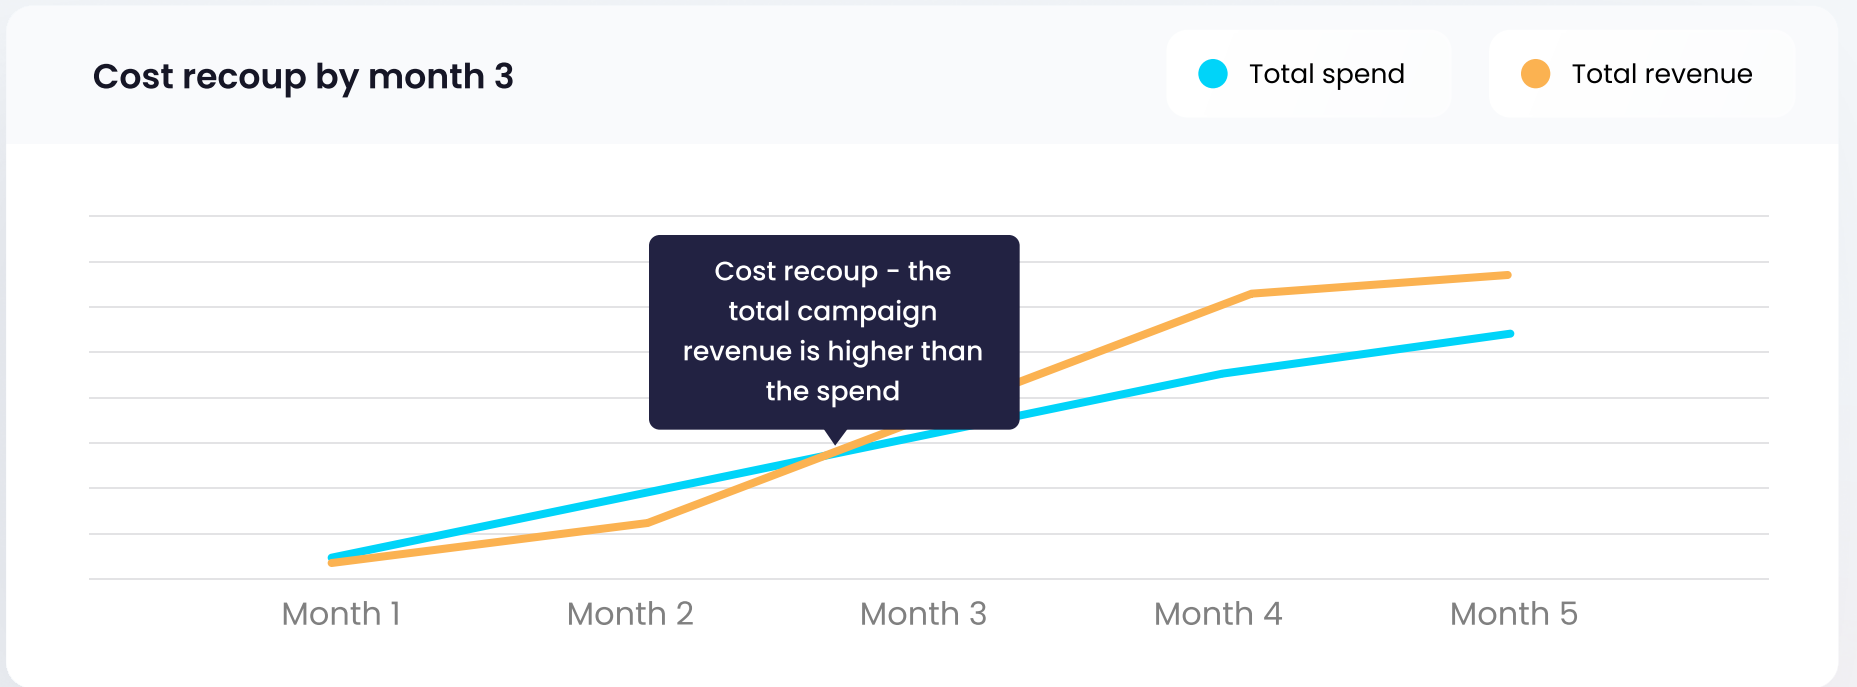 Cost recoup by month 3
Total spend
Total revenue
Cost recoup - the
total campaign
revenue is higher than
the spend
Month 1
Month 2
Month 3
Month 4
Month 5